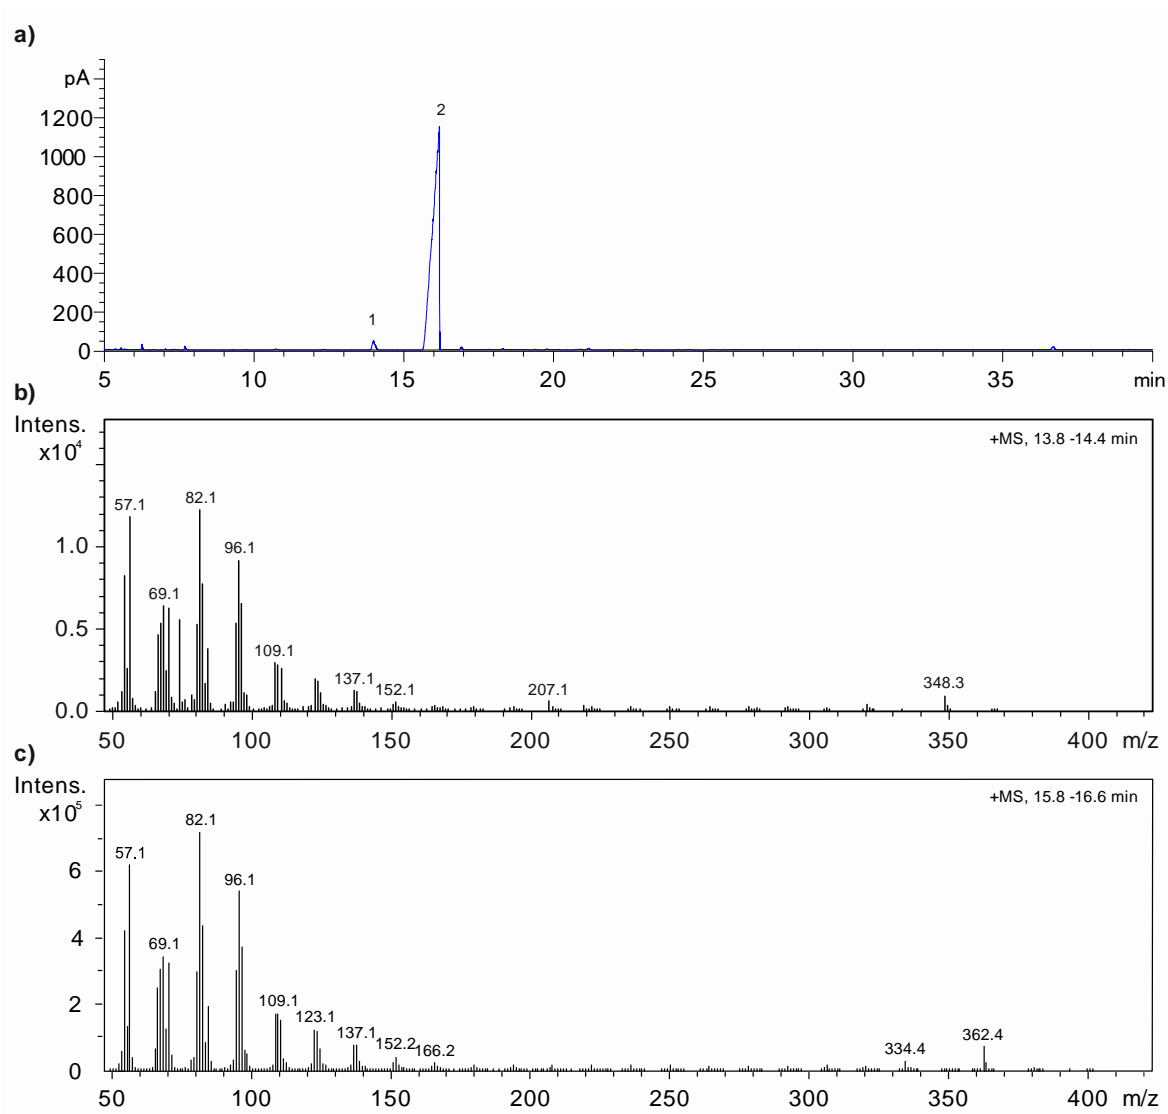 a)
pA
2
1200
1000
800
600
400
1
200
0
5 10 15 20 25 30 35 min
b)
Intens.
x10⁴
+MS, 13.8 -14.4 min
57.1 82.1
1.0
96.1
69.1
0.5
109.1
137.1
152.1 207.1 348.3
0.0
50 100 150 200 250 300 350 400 m/z
c)
Intens.
x10⁵
+MS, 15.8 -16.6 min
82.1
57.1
6
96.1
4
69.1
2
109.1
123.1
137.1
152.2
166.2 334.4 362.4
0
50 100 150 200 250 300 350 400 m/z